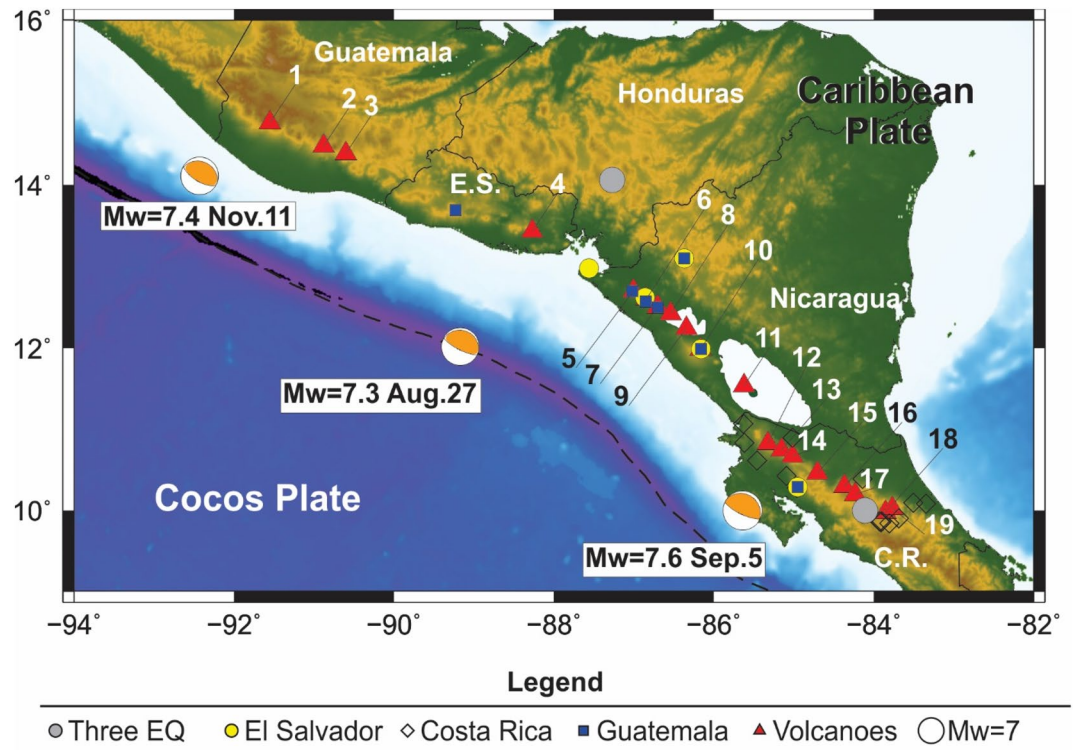 16°
Guatemala
1
Honduras
Caribbean
Plate
2
3
14°
E.S.
4
6
8
Mw=7.4 Nov.11
10
Nicaragua
12°
5
7
9
11
12
13
Mw=7.3 Aug.27
15
16
14
18
17
10°
Cocos Plate
19
Mw=7.6 Sep.5
C.R.
−94°
−92°
−90°
−88°
−86°
−84°
−82°
Legend
Three EQ
El Salvador
Costa Rica
Guatemala
Volcanoes
Mw=7